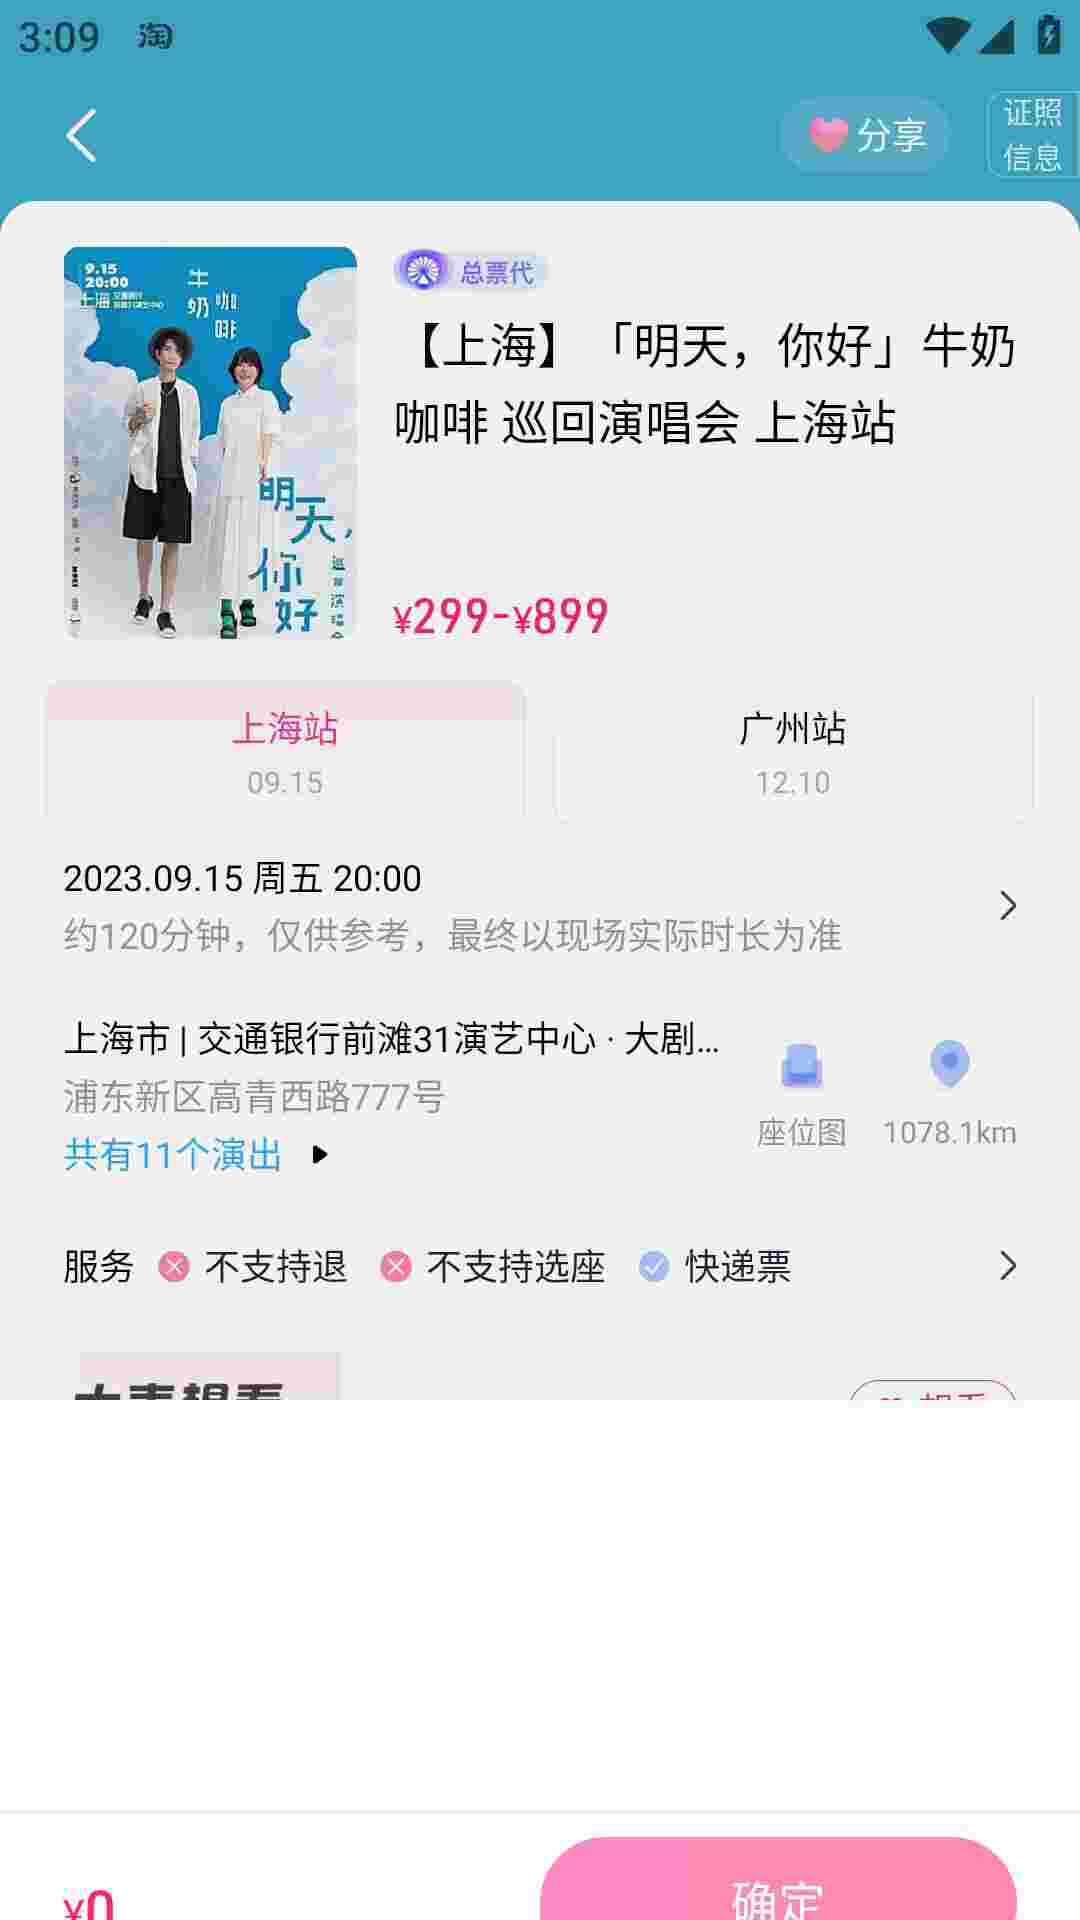 3:09 淘
分享
证照
信息
9.15
20:00
上海
牛
奶 咖
啡
明
天，
你
好
总票代
【上海】「明天，你好」牛奶
咖啡 巡回演唱会 上海站
¥299-¥899
上海站
09.15
广州站
12.10
2023.09.15 周五 20:00
约120分钟，仅供参考，最终以现场实际时长为准
上海市 | 交通银行前滩31演艺中心 · 大剧...
浦东新区高青西路777号
共有11个演出
座位图
1078.1km
服务 不支持退 不支持选座 快递票
想看
¥0
确定